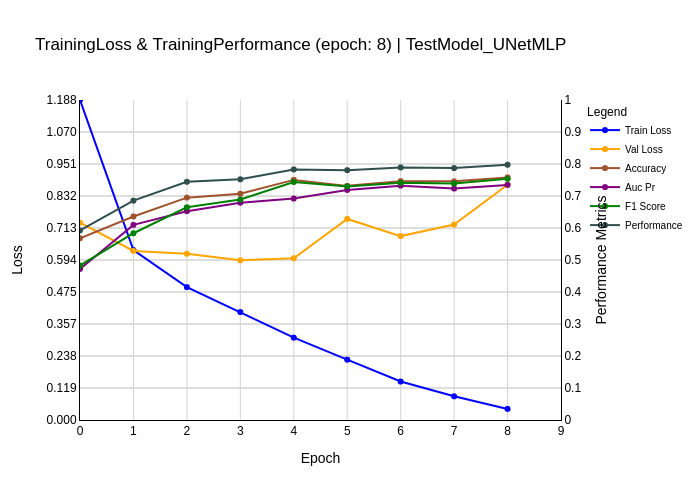 TrainingLoss & TrainingPerformance (epoch: 8) | TestModel_UNetMLP
1.188
1.070
0.951
0.832
0.713
0.594
0.475
0.357
0.238
0.119
0.000
Loss
0
1
2
3
4
5
6
7
8
9
Epoch
1
0.9
0.8
0.7
0.6
0.5
0.4
0.3
0.2
0.1
0
Performance Metrics
Legend
Train Loss
Val Loss
Accuracy
Auc Pr
F1 Score
Performance